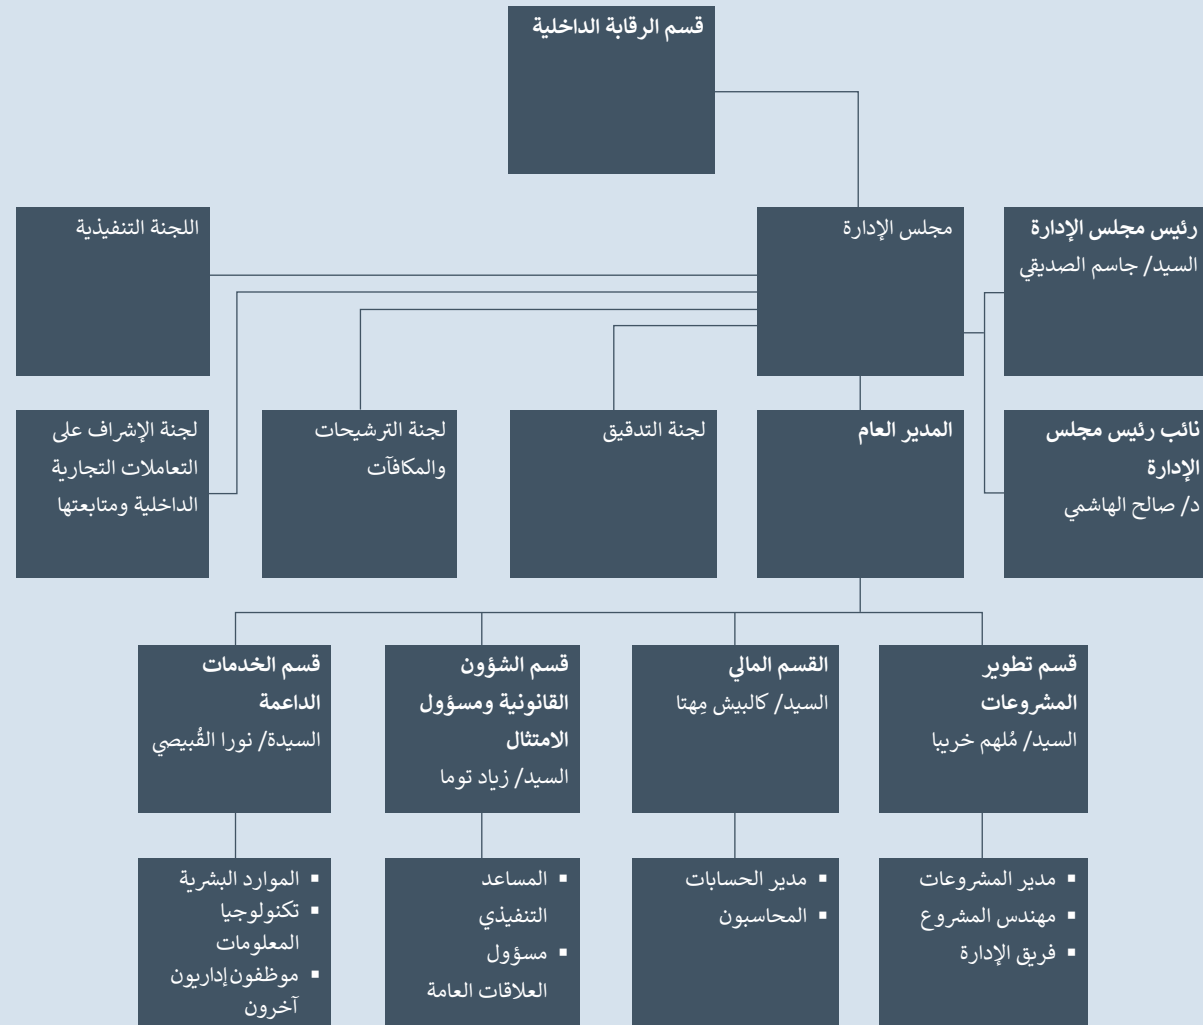 قسم الرقابة الداخلية
رئيس مجلس الإدارة
السيد/ جاسم الصديقي
مجلس الإدارة
اللجنة التنفيذية
نائب رئيس مجلس
الإدارة
د/ صالح الهاشمي
المدير العام
لجنة التدقيق
لجنة الترشيحات
والمكافآت
لجنة الإشراف على
التعاملات التجارية
الداخلية ومتابعتها
قسم تطوير
المشروعات
السيد/ مُلهم خريبا
القسم المالي
السيد/ كالبيش مِهتا
قسم الشؤون
القانونية ومسؤول
الامتثال
السيد/ زياد توما
قسم الخدمات
الداعمة
السيدة/ نورا القُبيصي
▪ مدير المشروعات
▪ مهندس المشروع
▪ فريق الإدارة
▪ مدير الحسابات
▪ المحاسبون
▪ المساعد
التنفيذي
▪ مسؤول
العلاقات العامة
▪ الموارد البشرية
▪ تكنولوجيا
المعلومات
▪ موظفون إداريون
آخرون